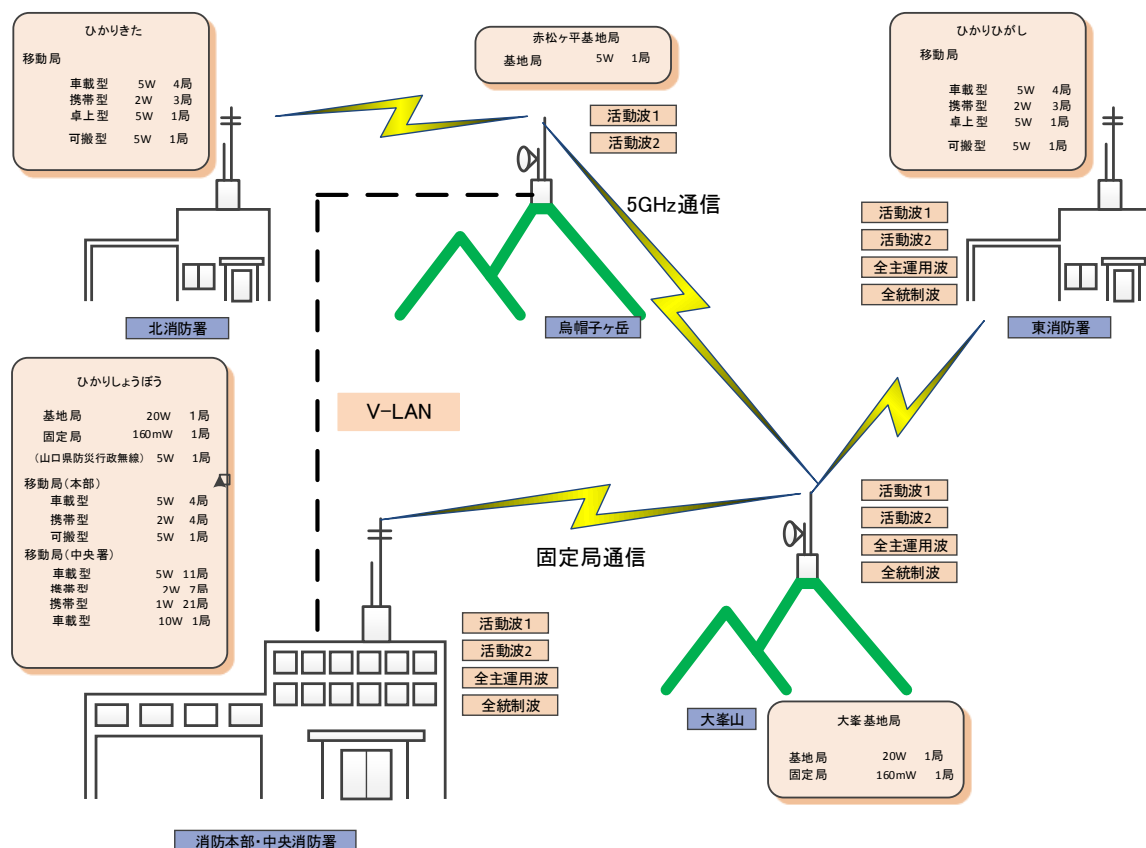 ひかりきた
移動局
車載型 5W 4局
携帯型 2W 3局
卓上型 5W 1局
可搬型 5W 1局
北消防署
赤松ヶ平基地局
基地局 5W 1局
活動波1
活動波2
5GHz通信
烏帽子ヶ岳
ひかりひがし
移動局
車載型 5W 4局
携帯型 2W 3局
卓上型 5W 1局
可搬型 5W 1局
活動波1
活動波2
全主運用波
全統制波
東消防署
ひかりしょうぼう
基地局 20W 1局
固定局 160mW 1局
(山口県防災行政無線) 5W 1局
移動局(本部)
車載型 5W 4局
携帯型 2W 4局
可搬型 5W 1局
移動局(中央署)
車載型 5W 11局
携帯型 2W 7局
携帯型 1W 21局
車載型 10W 1局
V-LAN
固定局通信
活動波1
活動波2
全主運用波
全統制波
消防本部・中央消防署
活動波1
活動波2
全主運用波
全統制波
大峯山
大峯基地局
基地局 20W 1局
固定局 160mW 1局